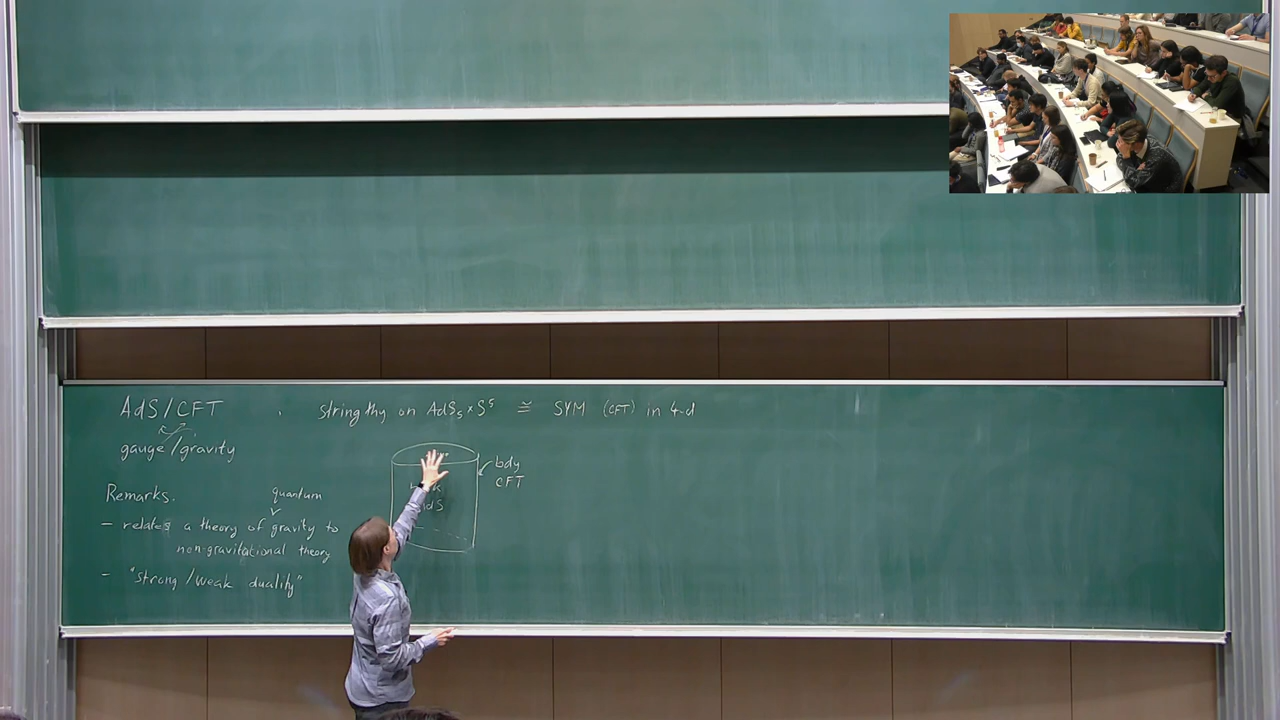 AdS/CFT
string thy on AdS₅×S⁵ ≅ SYM (CFT) in 4-d
gauge/gravity
bdy
CFT
AdS
Remarks.
quantum
- relates a theory of gravity to
non-gravitational theory
- "strong/weak duality"